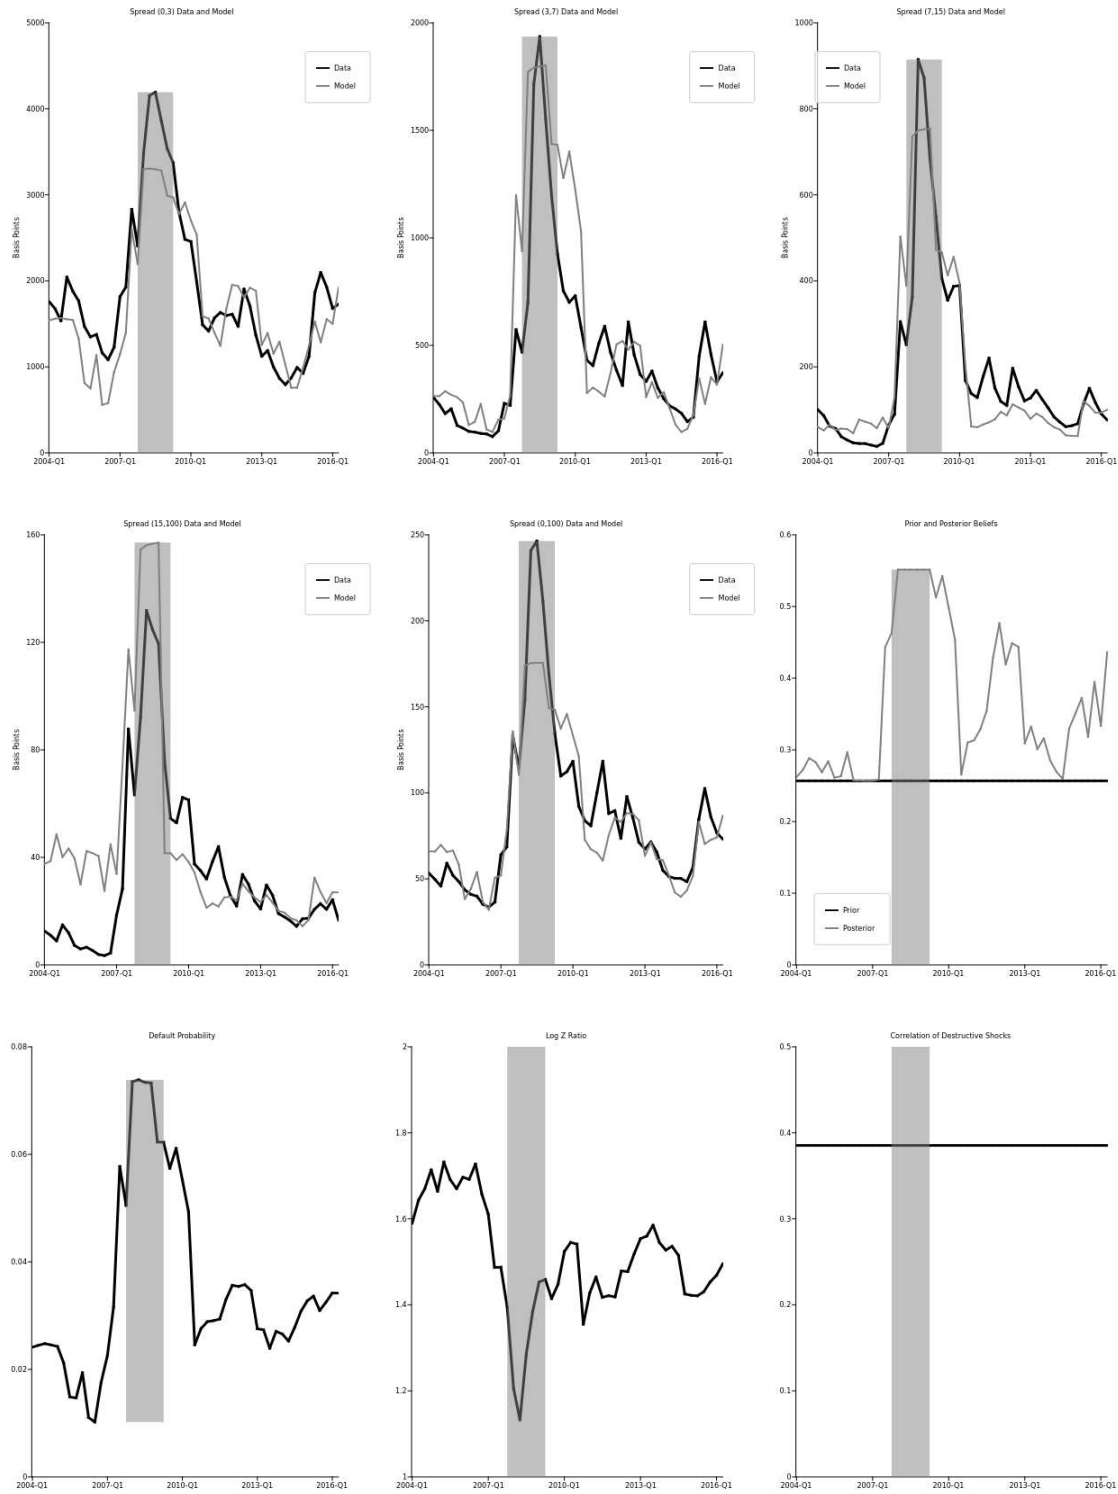 Spread (0,3) Data and Model
5000
4000
3000
2000
1000
0
Basis Points
Data
Model
2004-Q1 2007-Q1 2010-Q1 2013-Q1 2016-Q1
Spread (3,7) Data and Model
2000
1500
1000
500
0
Data
Model
2004-Q1 2007-Q1 2010-Q1 2013-Q1 2016-Q1
Spread (7,15) Data and Model
1000
800
600
400
200
0
Basis Points
Data
Model
2004-Q1 2007-Q1 2010-Q1 2013-Q1 2016-Q1
Spread (15,100) Data and Model
160
120
80
40
0
Data
Model
2004-Q1 2007-Q1 2010-Q1 2013-Q1 2016-Q1
Spread (0,100) Data and Model
250
200
150
100
50
0
Basis Points
Data
Model
2004-Q1 2007-Q1 2010-Q1 2013-Q1 2016-Q1
Prior and Posterior Beliefs
0.6
0.5
0.4
0.3
0.2
0.1
0
Prior
Posterior
2004-Q1 2007-Q1 2010-Q1 2013-Q1 2016-Q1
Default Probability
0.08
0.06
0.04
0.02
0
2004-Q1 2007-Q1 2010-Q1 2013-Q1 2016-Q1
Log Z Ratio
2
1.8
1.6
1.4
1.2
1
2004-Q1 2007-Q1 2010-Q1 2013-Q1 2016-Q1
Correlation of Destructive Shocks
0.5
0.4
0.3
0.2
0.1
0
2004-Q1 2007-Q1 2010-Q1 2013-Q1 2016-Q1